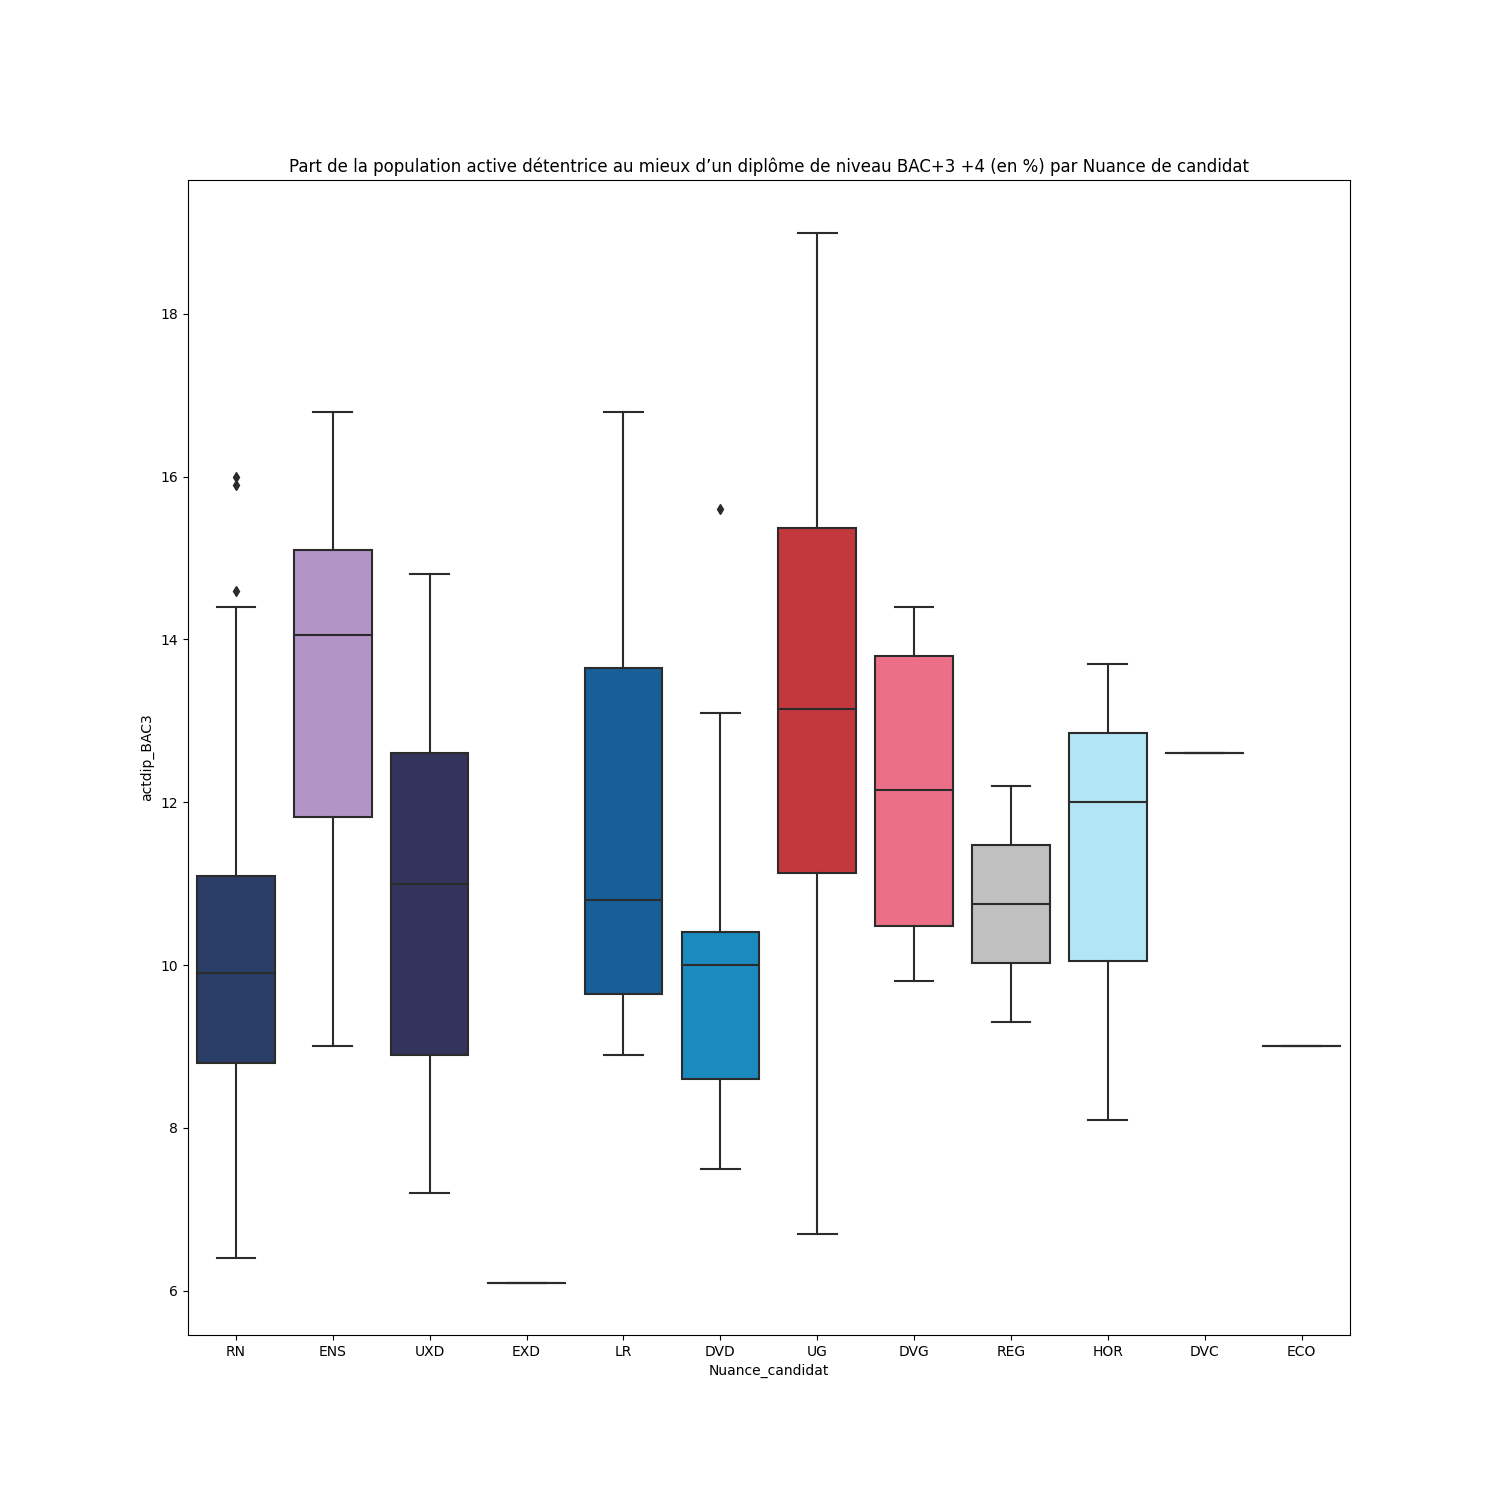 Part de la population active détentrice au mieux d’un diplôme de niveau BAC+3 +4 (en %) par Nuance de candidat
actdip_BAC3
18
16
14
12
10
8
6
RN ENS UXD EXD LR DVD UG DVG REG HOR DVC ECO
Nuance_candidat